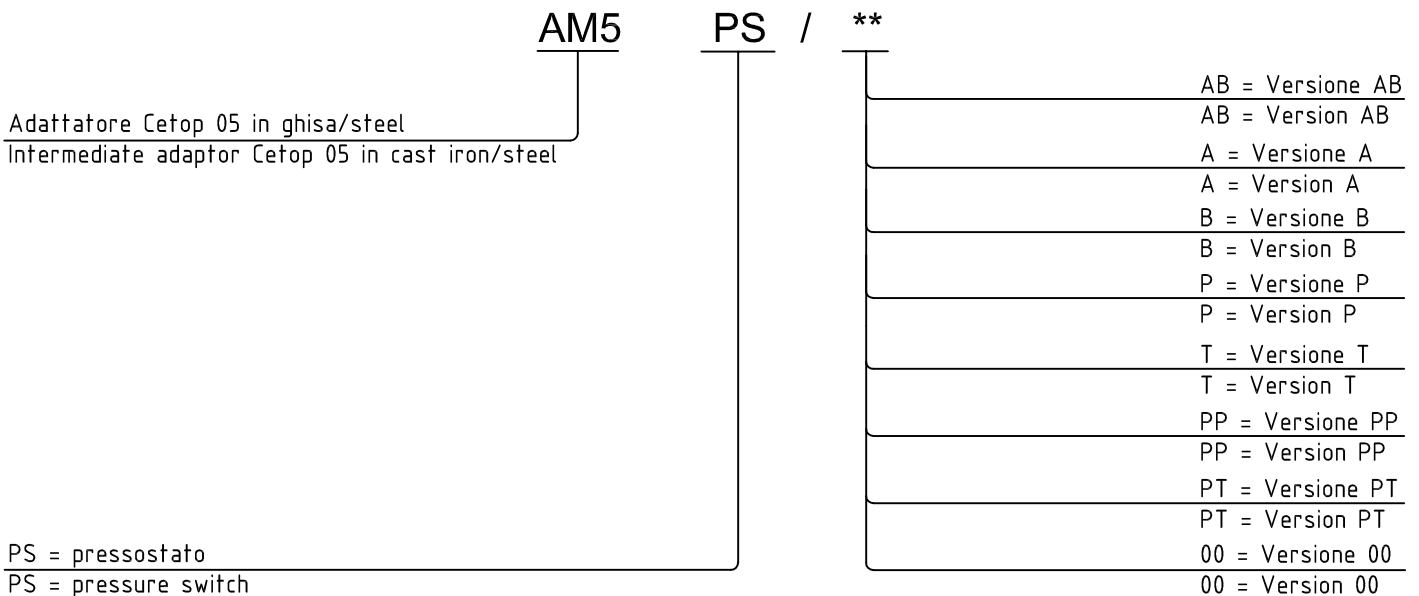 AM5 PS / **
AB = Versione AB
AB = Version AB
Adattatore Cetop 05 in ghisa/steel
Intermediate adaptor Cetop 05 in cast iron/steel
A = Versione A
A = Version A
B = Versione B
B = Version B
P = Versione P
P = Version P
T = Versione T
T = Version T
PP = Versione PP
PP = Version PP
PT = Versione PT
PT = Version PT
PS = pressostato
PS = pressure switch
00 = Versione 00
00 = Version 00